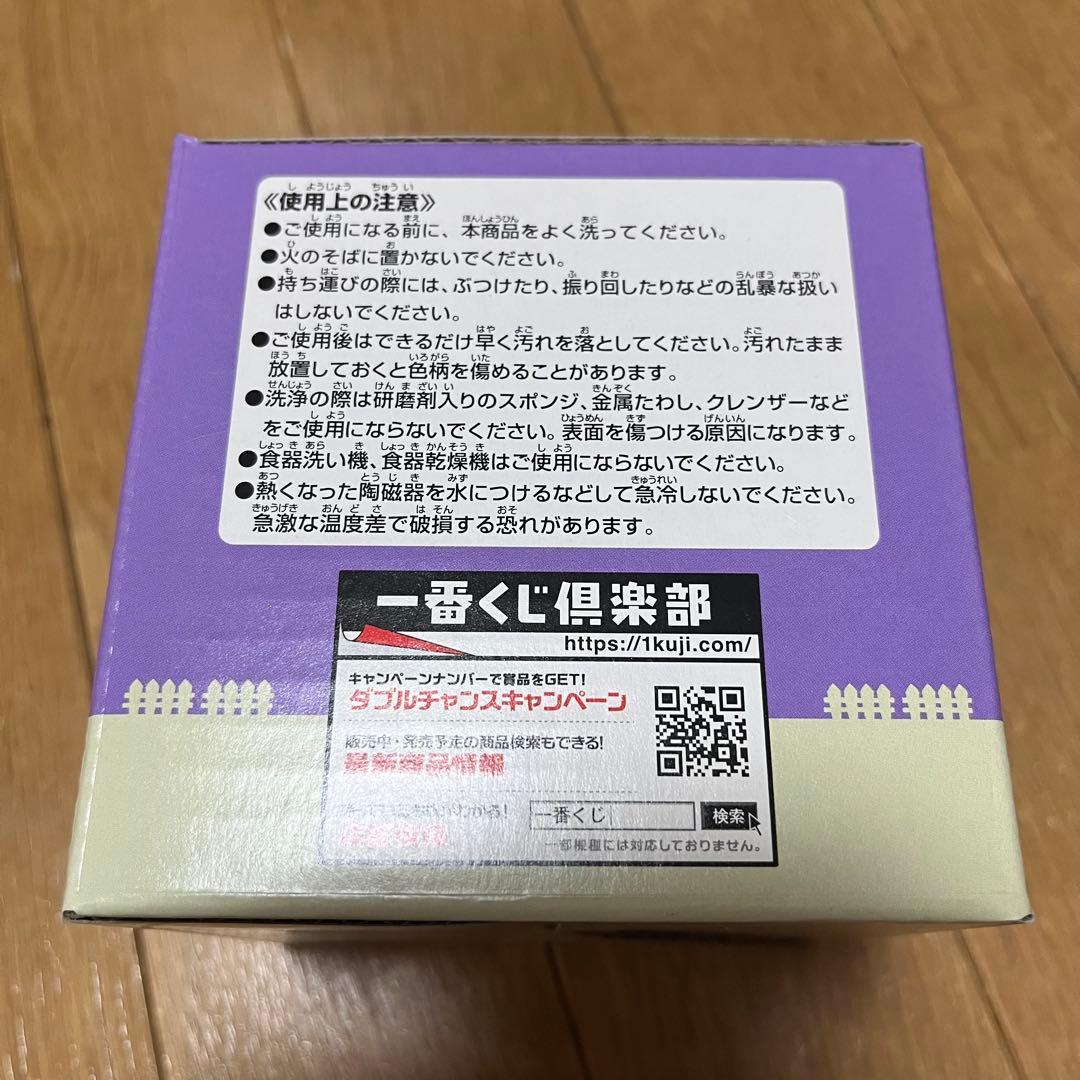 《使用上の注意》
●ご使用になる前に、本商品をよく洗ってください。
●火のそばに置かないでください。
●持ち運びの際には、ぶつけたり、振り回したりなどの乱暴な扱い
はしないでください。
●ご使用後はできるだけ早く汚れを落としてください。汚れたまま
放置しておくと色柄を傷めることがあります。
●洗浄の際は研磨剤入りのスポンジ、金属たわし、クレンザーなど
をご使用にならないでください。表面を傷つける原因になります。
●食器洗い機、食器乾燥機はご使用にならないでください。
●熱くなった陶磁器を水につけるなどして急冷しないでください。
急激な温度差で破損する恐れがあります。
一番くじ倶楽部
https://1kuji.com/
キャンペーンナンバーで賞品をGET!
ダブルチャンスキャンペーン
販売中・発売予定の商品検索もできる!
最新商品情報
一番くじ 検索
一部機種には対応しておりません。